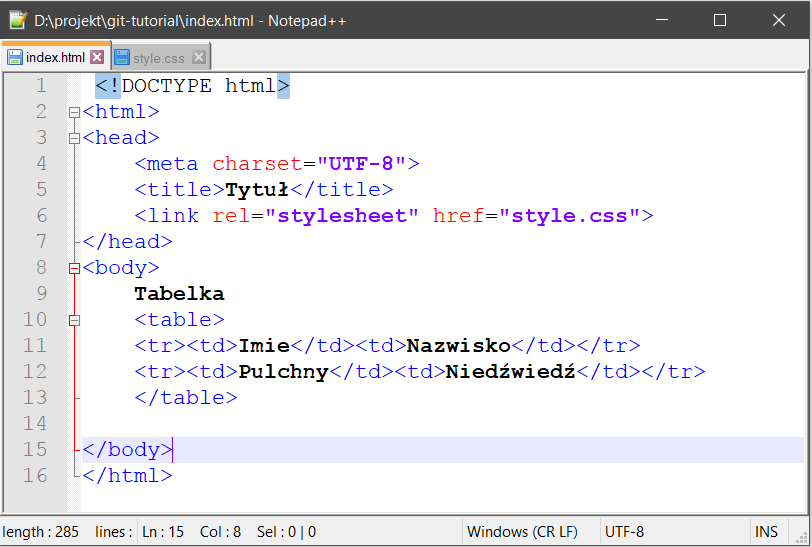 D:\projekt\git-tutorial\index.html - Notepad++
index.html style.css
1 <!DOCTYPE html>
2 <html>
3 <head>
4 <meta charset="UTF-8">
5 <title>Tytuł</title>
6 <link rel="stylesheet" href="style.css">
7 </head>
8 <body>
9 Tabelka
10 <table>
11 <tr><td>Imie</td><td>Nazwisko</td></tr>
12 <tr><td>Pulchny</td><td>Niedźwiedź</td></tr>
13 </table>
14
15 </body>
16 </html>
length : 285 lines : Ln : 15 Col : 8 Sel : 0 | 0 Windows (CR LF) UTF-8 INS